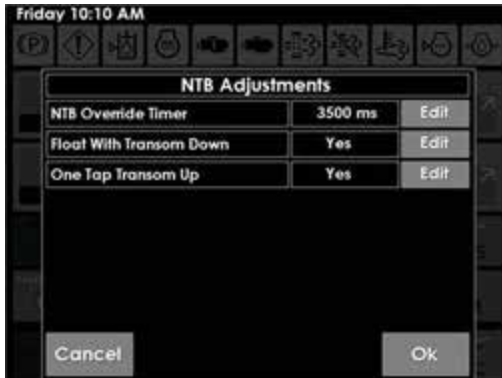 Friday 10:10 AM
(P)
NTB Adjustments
NTB Override Timer 3500 ms Edit
Float With Transom Down Yes Edit
One Tap Transom Up Yes Edit
Cancel Ok